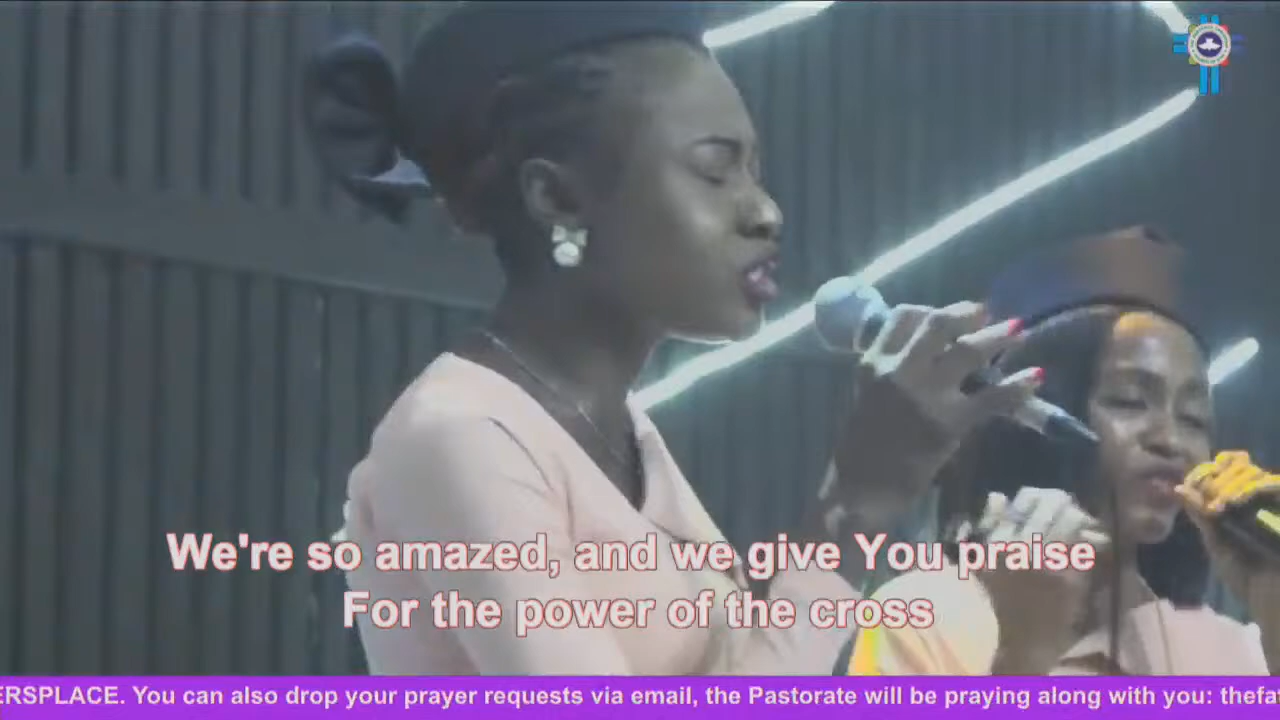 We're so amazed, and we give You praise
For the power of the cross
ERSPLACE. You can also drop your prayer requests via email, the Pastorate will be praying along with you: thefat